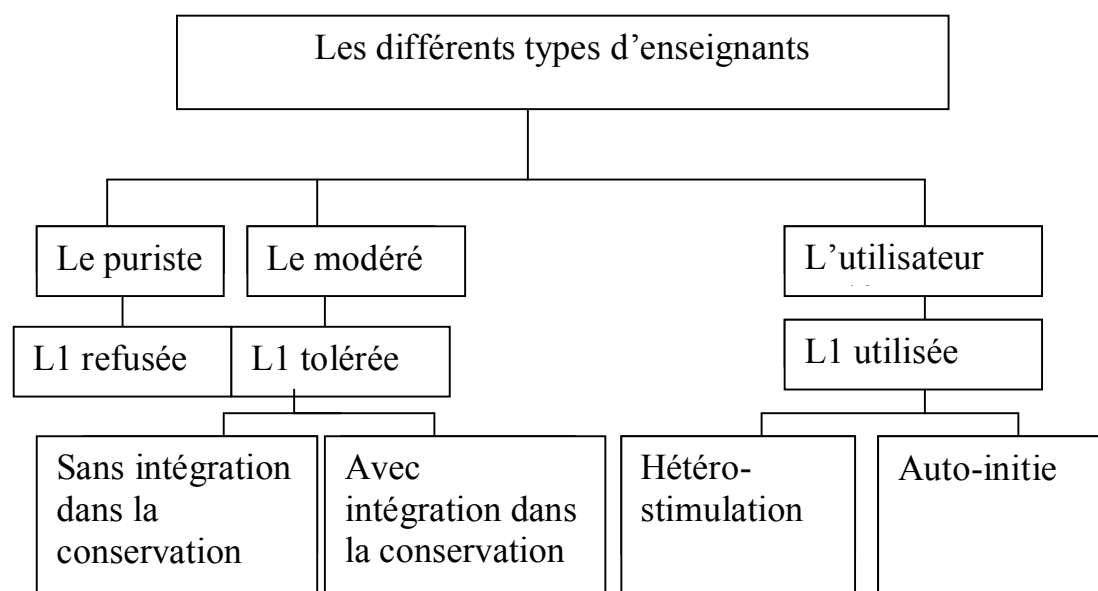 Les différents types d’enseignants
Le puriste
Le modéré
L’utilisateur
L1 refusée
L1 tolérée
L1 utilisée
Sans intégration
dans la
conservation
Avec
intégration dans
la conservation
Hétéro-
stimulation
Auto-initie